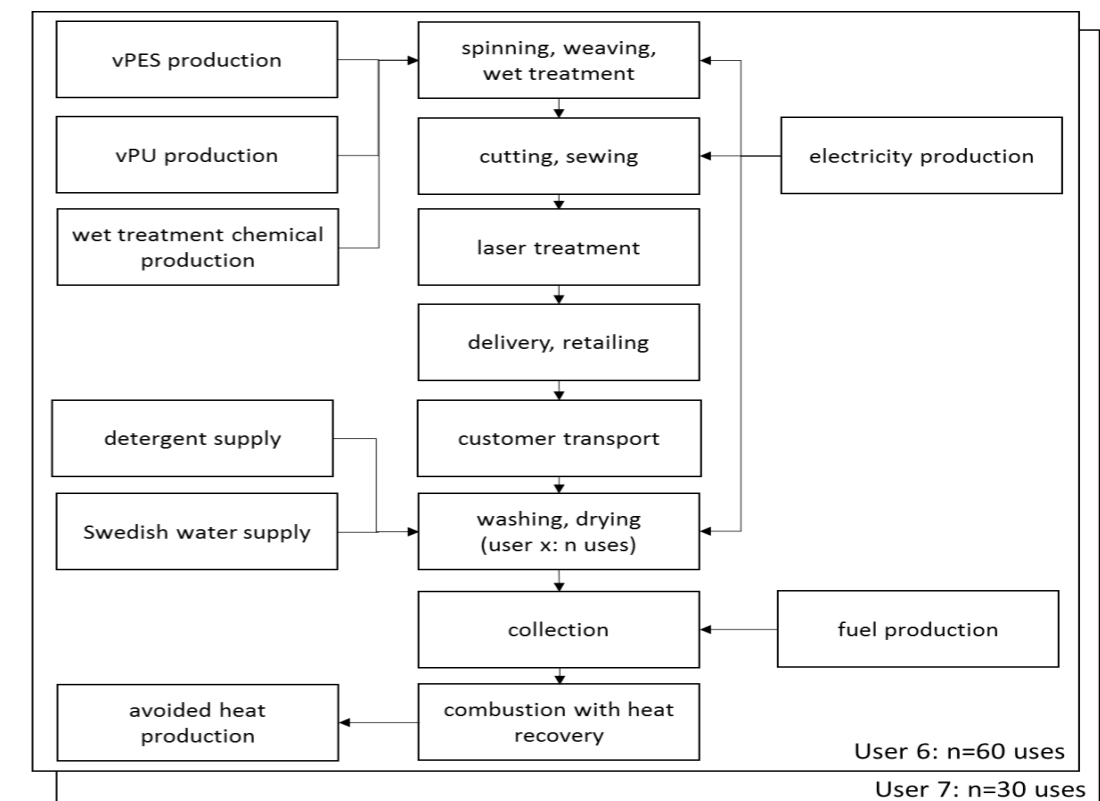 vPES production
spinning, weaving,
wet treatment
vPU production
cutting, sewing
electricity production
wet treatment chemical
production
laser treatment
delivery, retailing
detergent supply
customer transport
Swedish water supply
washing, drying
(user x: n uses)
collection
fuel production
avoided heat
production
combustion with heat
recovery
User 6: n=60 uses
User 7: n=30 uses